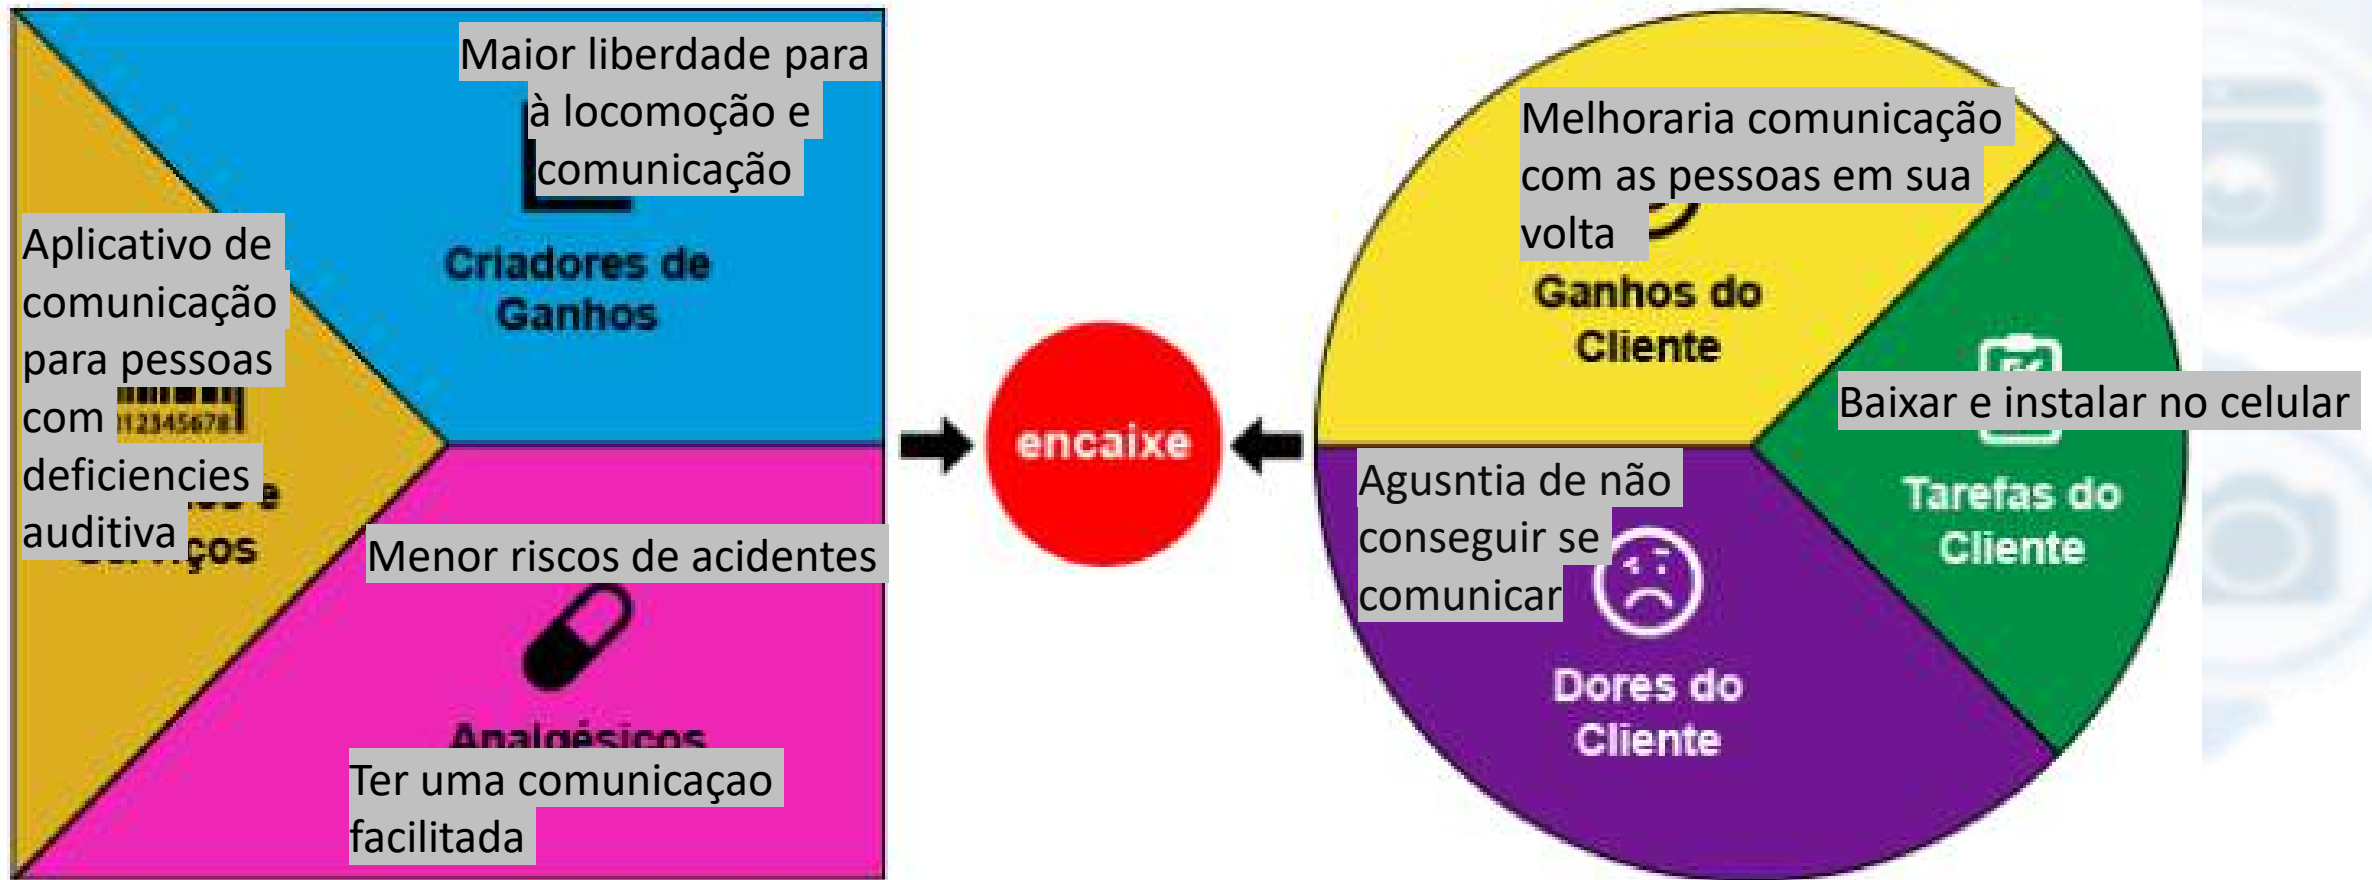 Maior liberdade para
à locomoção e
comunicação
Criadores de
Ganhos
Aplicativo de
comunicação
para pessoas
com
deficiencies
auditiva
12345678
e
ços
Menor riscos de acidentes
Analgésicos
Ter uma comunicaçao
facilitada
encaixe
Melhoraria comunicação
com as pessoas em sua
volta
Ganhos do
Cliente
Baixar e instalar no celular
Tarefas do
Cliente
Agusntia de não
conseguir se
comunicar
Dores do
Cliente